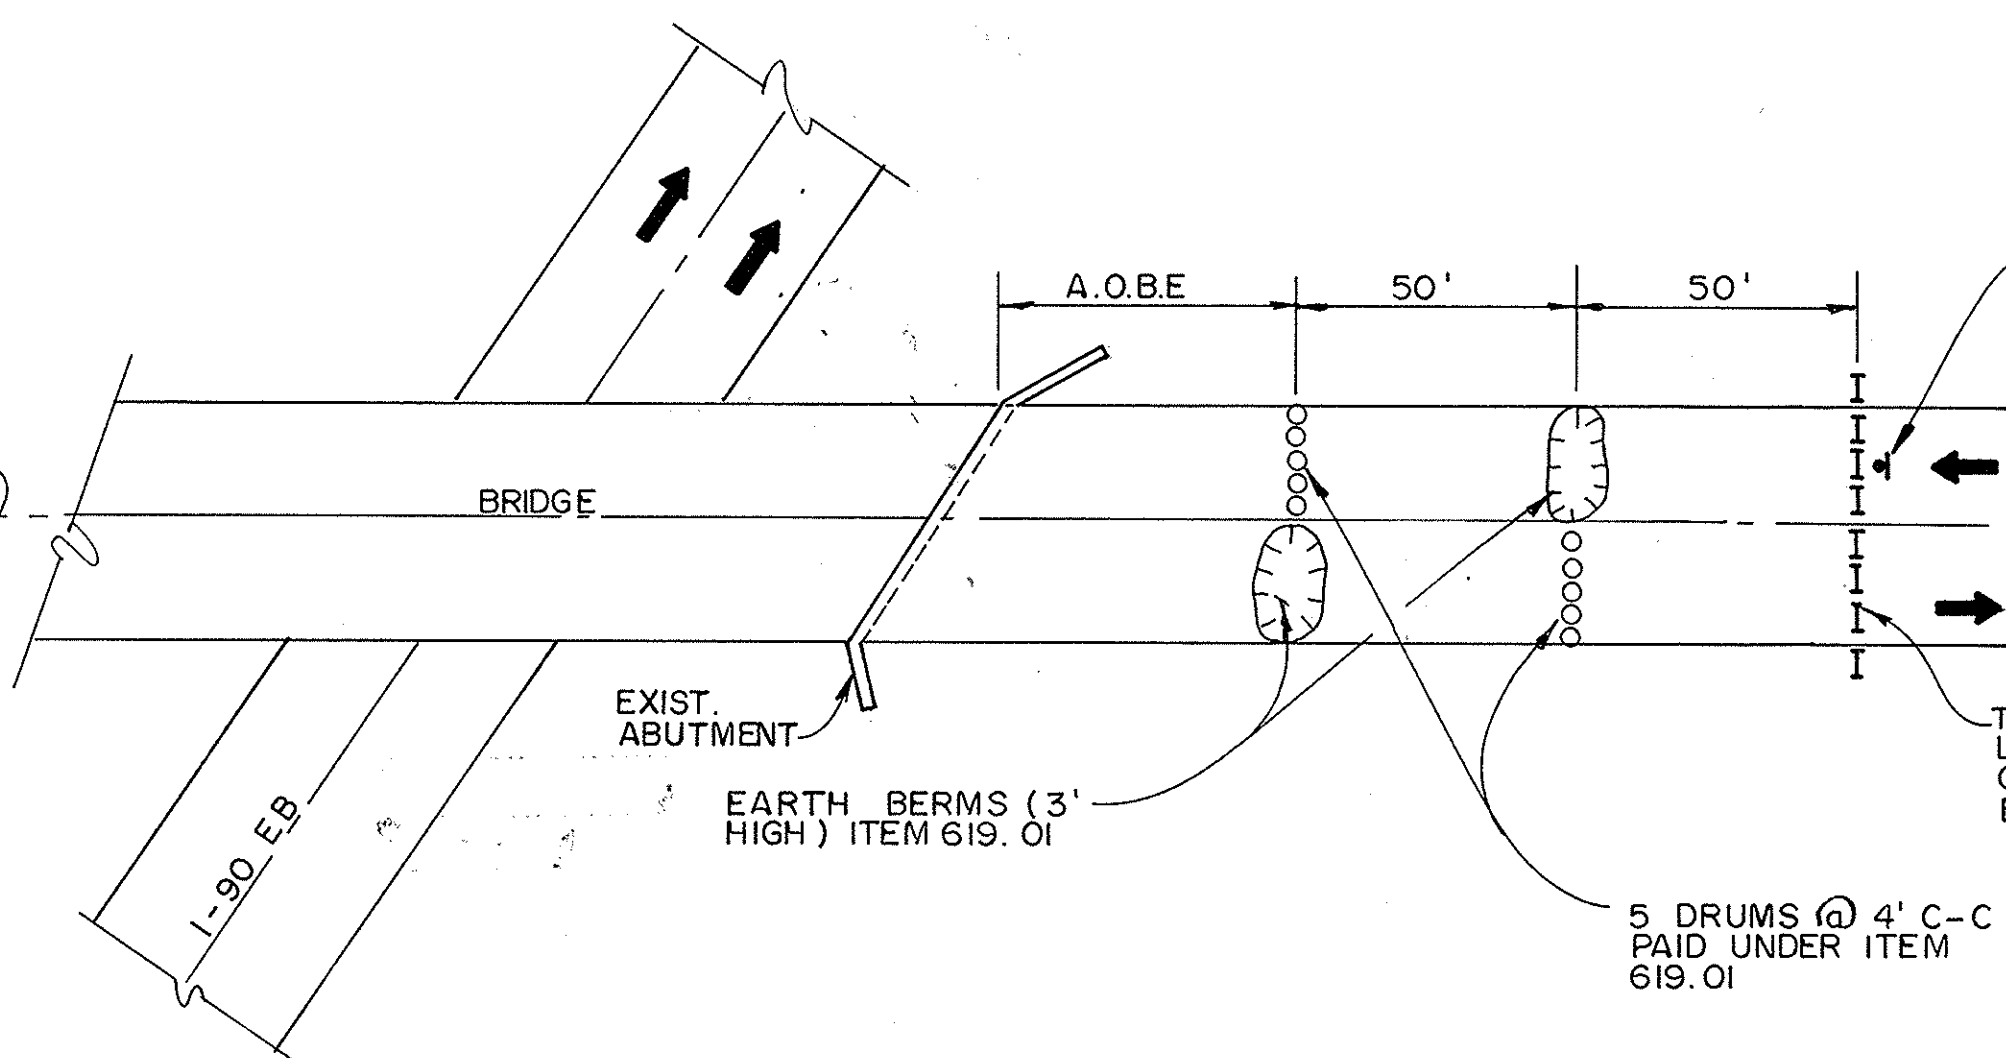 A.O.B.E
50'
50'
BRIDGE
EXIST.
ABUTMENT
EARTH BERMS (3'
HIGH) ITEM 619.01
I-90 EB
5 DRUMS @ 4' C-C
PAID UNDER ITEM
619.01